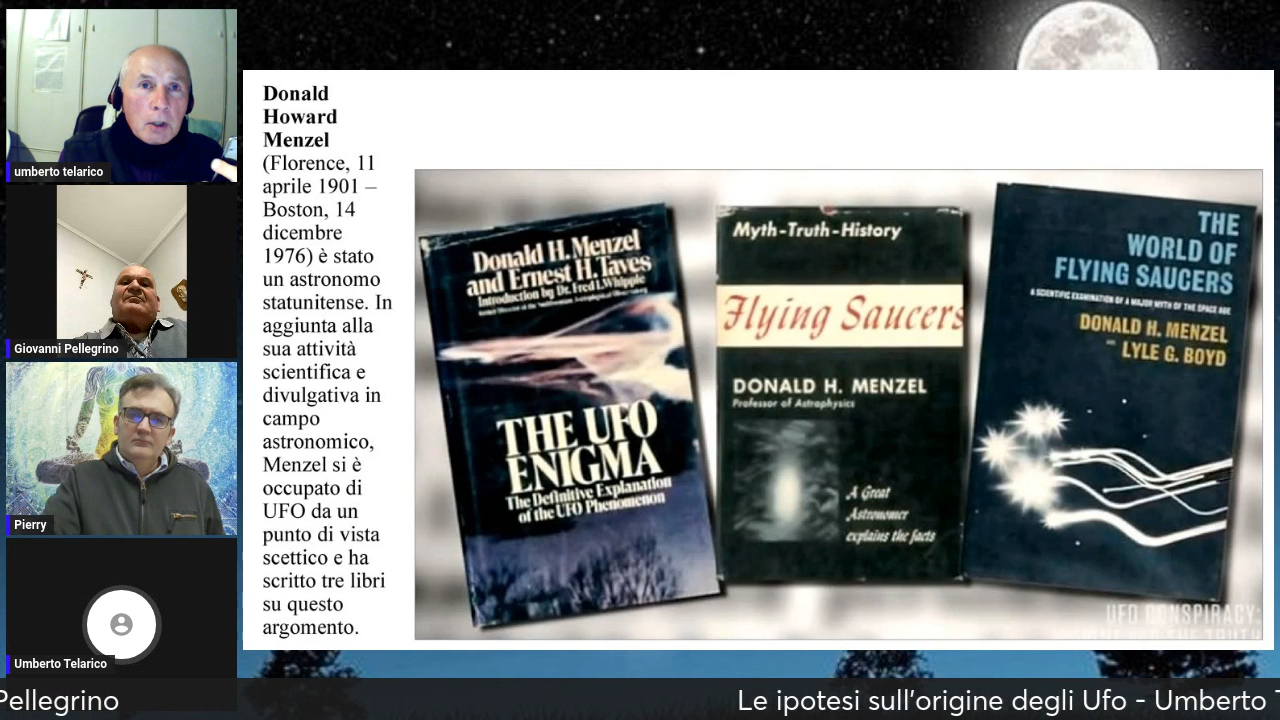 umberto telarico
Giovanni Pellegrino
Pierry
Umberto Telarico
Donald
Howard
Menzel
(Florence, 11
aprile 1901 –
Boston, 14
dicembre
1976) è stato
un astronomo
statunitense. In
aggiunta alla
sua attività
scientifica e
divulgativa in
campo
astronomico,
Menzel si è
occupato di
UFO da un
punto di vista
scettico e ha
scritto tre libri
su questo
argomento.
Donald H. Menzel
and Ernest H. Taves
Introduction by Dr. Fred L. Whipple
THE UFO
ENIGMA
The Definitive Explanation
of the UFO Phenomenon
Myth-Truth-History
Flying Saucers
DONALD H. MENZEL
Professor of Astrophysics
A Great
Astronomer
explains the facts
THE
WORLD OF
FLYING SAUCERS
A SCIENTIFIC EXAMINATION OF A MAJOR MYTH OF THE SPACE AGE
DONALD H. MENZEL
LYLE G. BOYD
UFO CONSPIRACY:
THE TRUTH
Pellegrino
Le ipotesi sull'origine degli Ufo - Umberto